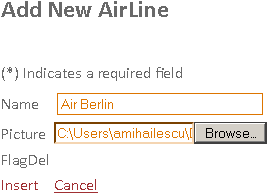 Add New AirLine
(*) Indicates a required field
Name Air Berlin
Picture C:\Users\amihailescu\ Browse...
FlagDel
Insert Cancel